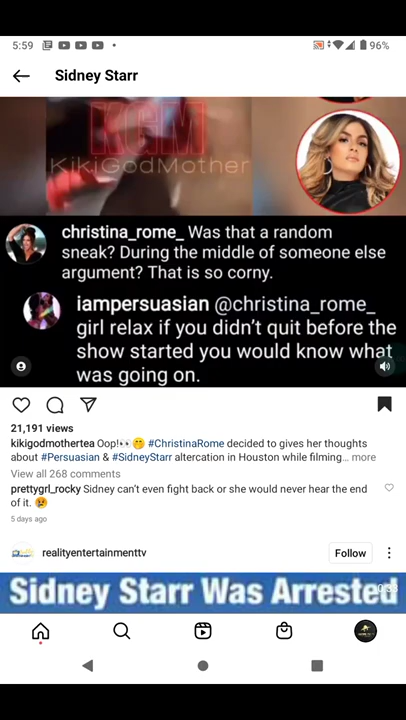 5:59
96%
Sidney Starr
KGM
KikiGodMother
christina_rome_ Was that a random
sneak? During the middle of someone else
argument? That is so corny.
iampersuasian @christina_rome_
girl relax if you didn't quit before the
show started you would know what
was going on.
21,191 views
kikigodmothertea Oop!👀🤭 #ChristinaRome decided to gives her thoughts
about #Persuasian & #SidneyStarr altercation in Houston while filming... more
View all 268 comments
prettygrl_rocky Sidney can't even fight back or she would never hear the end
of it. 😢
5 days ago
realityentertainmenttv
Follow
Sidney Starr Was Arrested
0:33